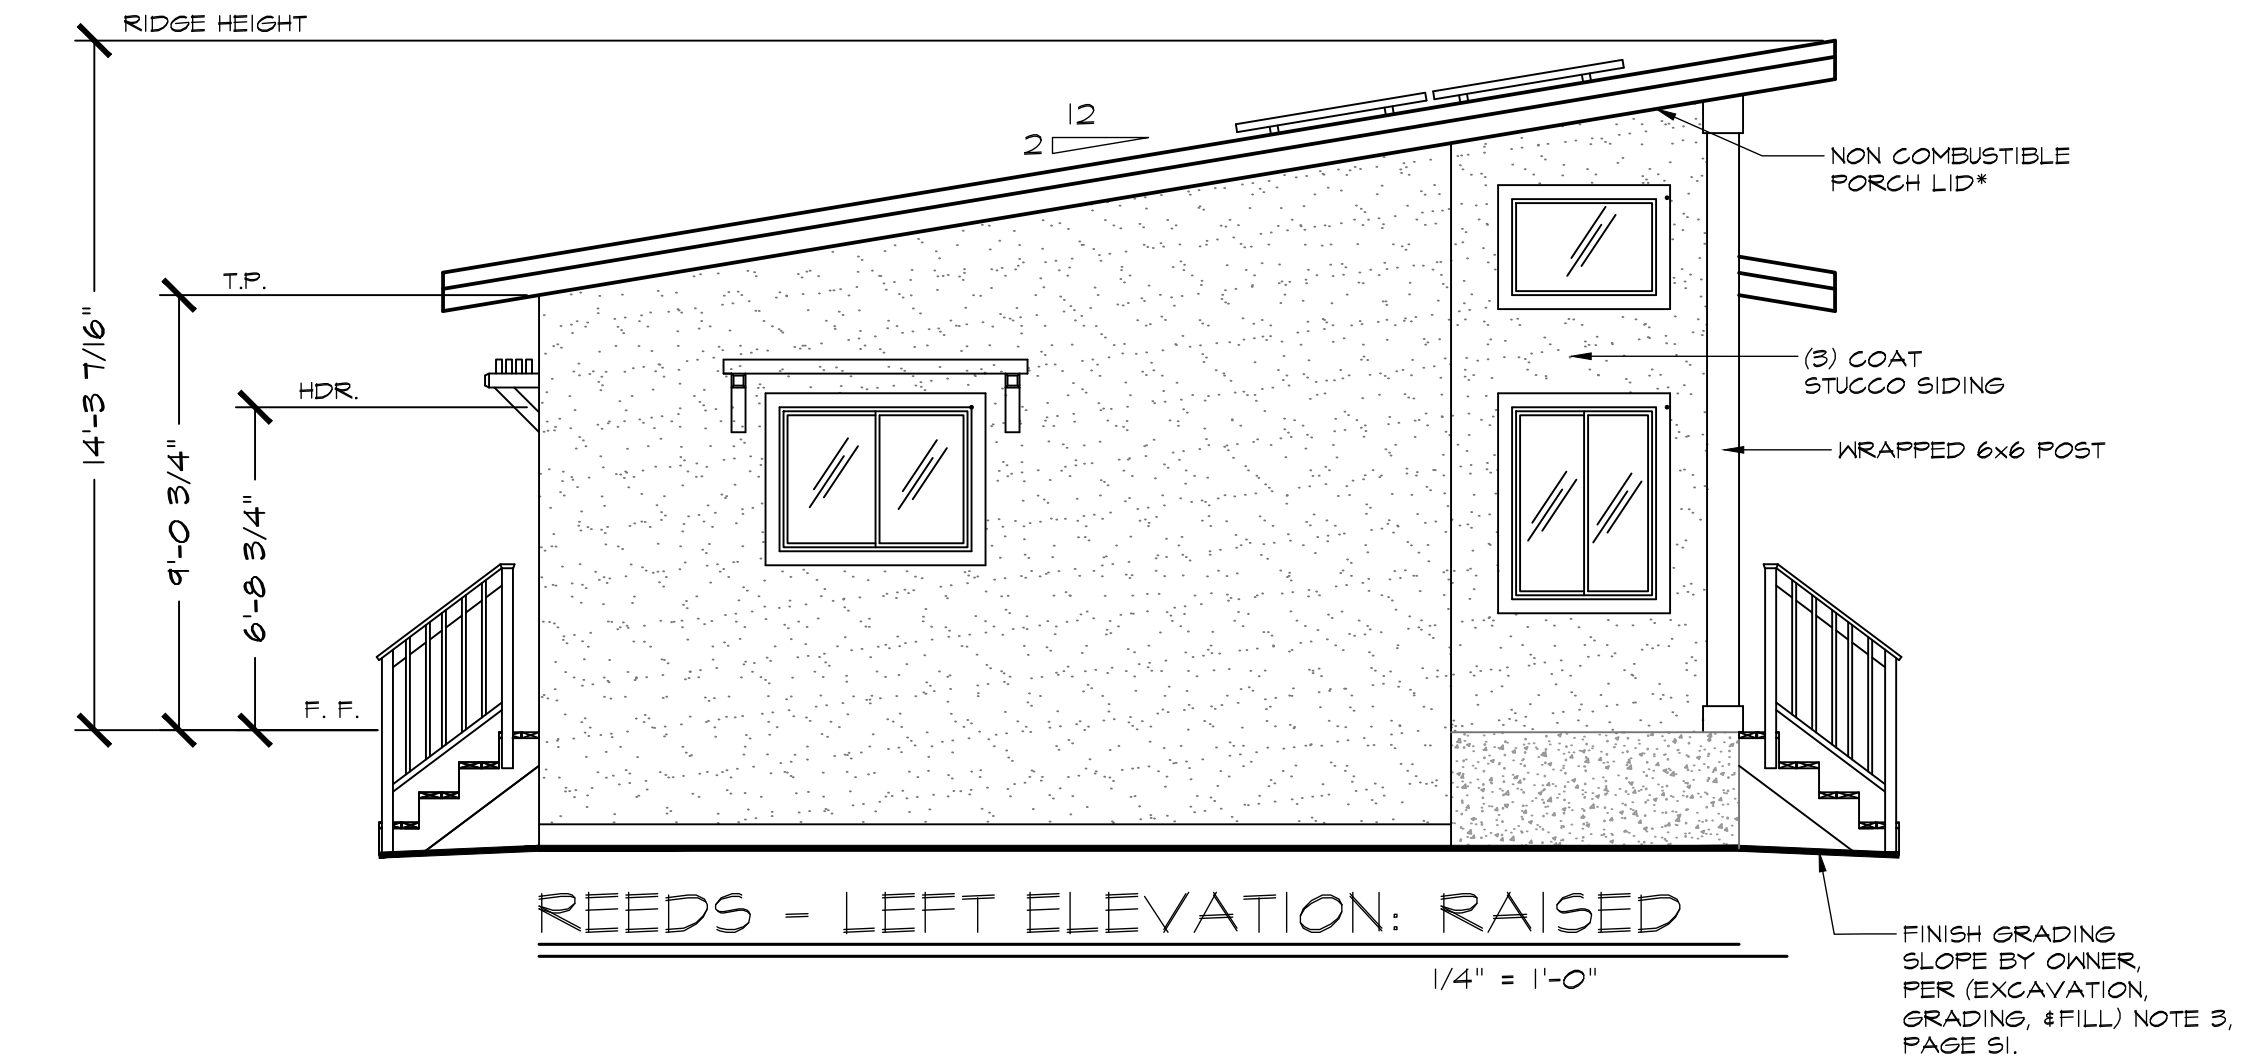 RIDGE HEIGHT
12
2
NON COMBUSTIBLE
PORCH LID*
T.P.
14'-3 7/16"
9'-0 3/4"
HDR.
6'-8 3/4"
(3) COAT
STUCCO SIDING
WRAPPED 6x6 POST
F. F.
REEDS - LEFT ELEVATION: RAISED
1/4" = 1'-0"
FINISH GRADING
SLOPE BY OWNER,
PER (EXCAVATION,
GRADING, & FILL) NOTE 3,
PAGE S1.